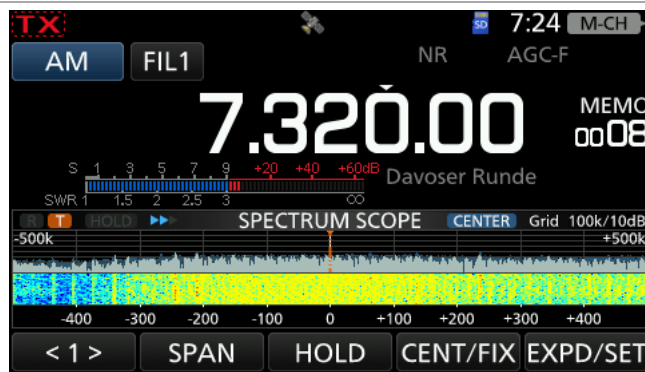 TX SD 7:24 M-CH
AM FIL1 NR AGC-F
7.320.00 MEMO
0008
S 1 3 5 7 9 +20 +40 +60dB
Davoser Runde
SWR 1 1.5 2 2.5 3 ∞
R T HOLD SPECTRUM SCOPE CENTER Grid 100k/10dB
-500k +500k
-400 -300 -200 -100 0 +100 +200 +300 +400
< 1 > SPAN HOLD CENT/FIX EXPD/SET